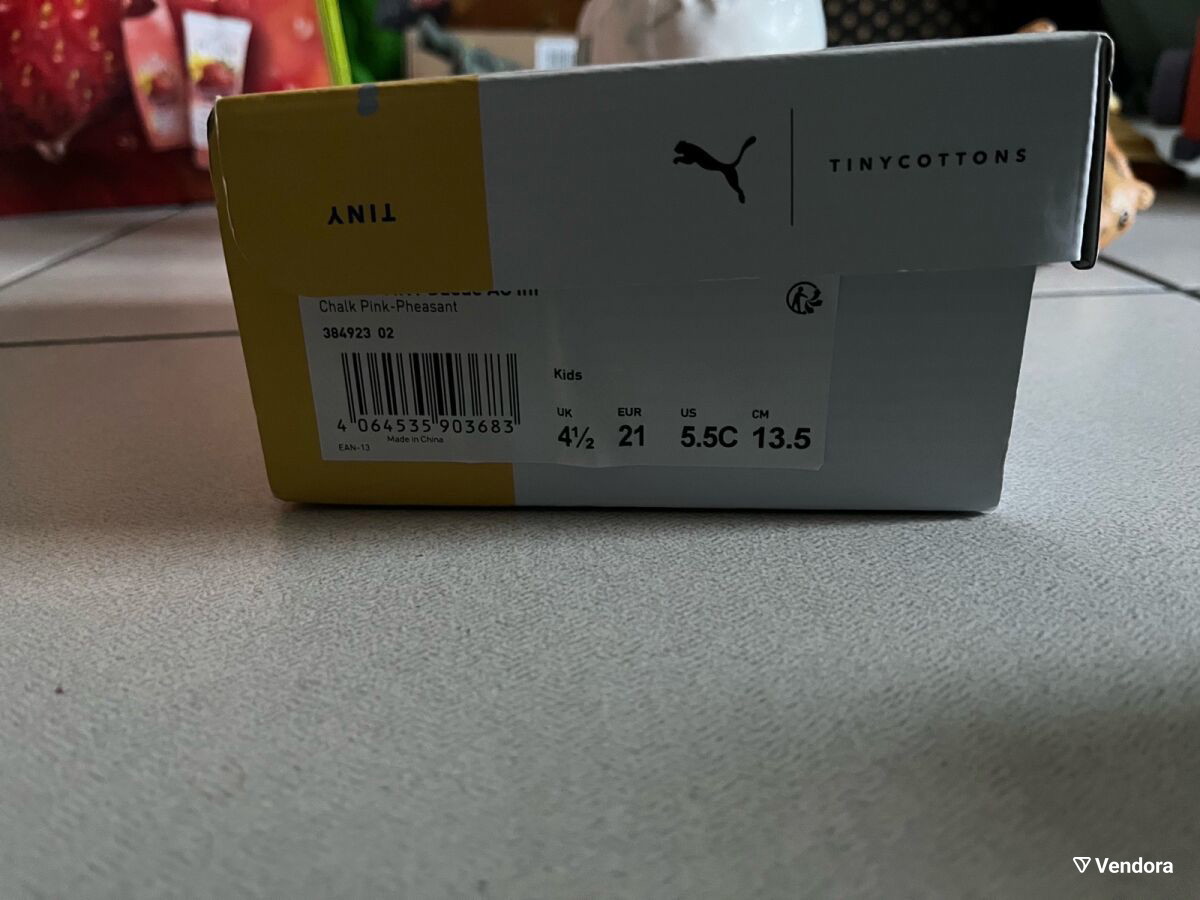 TINYCOTTONS
TINY
Chalk Pink-Pheasant
384923 02
4 064535 903683
EAN-13
Made in China
Kids
UK EUR US CM
4½ 21 5.5C 13.5
Vendora